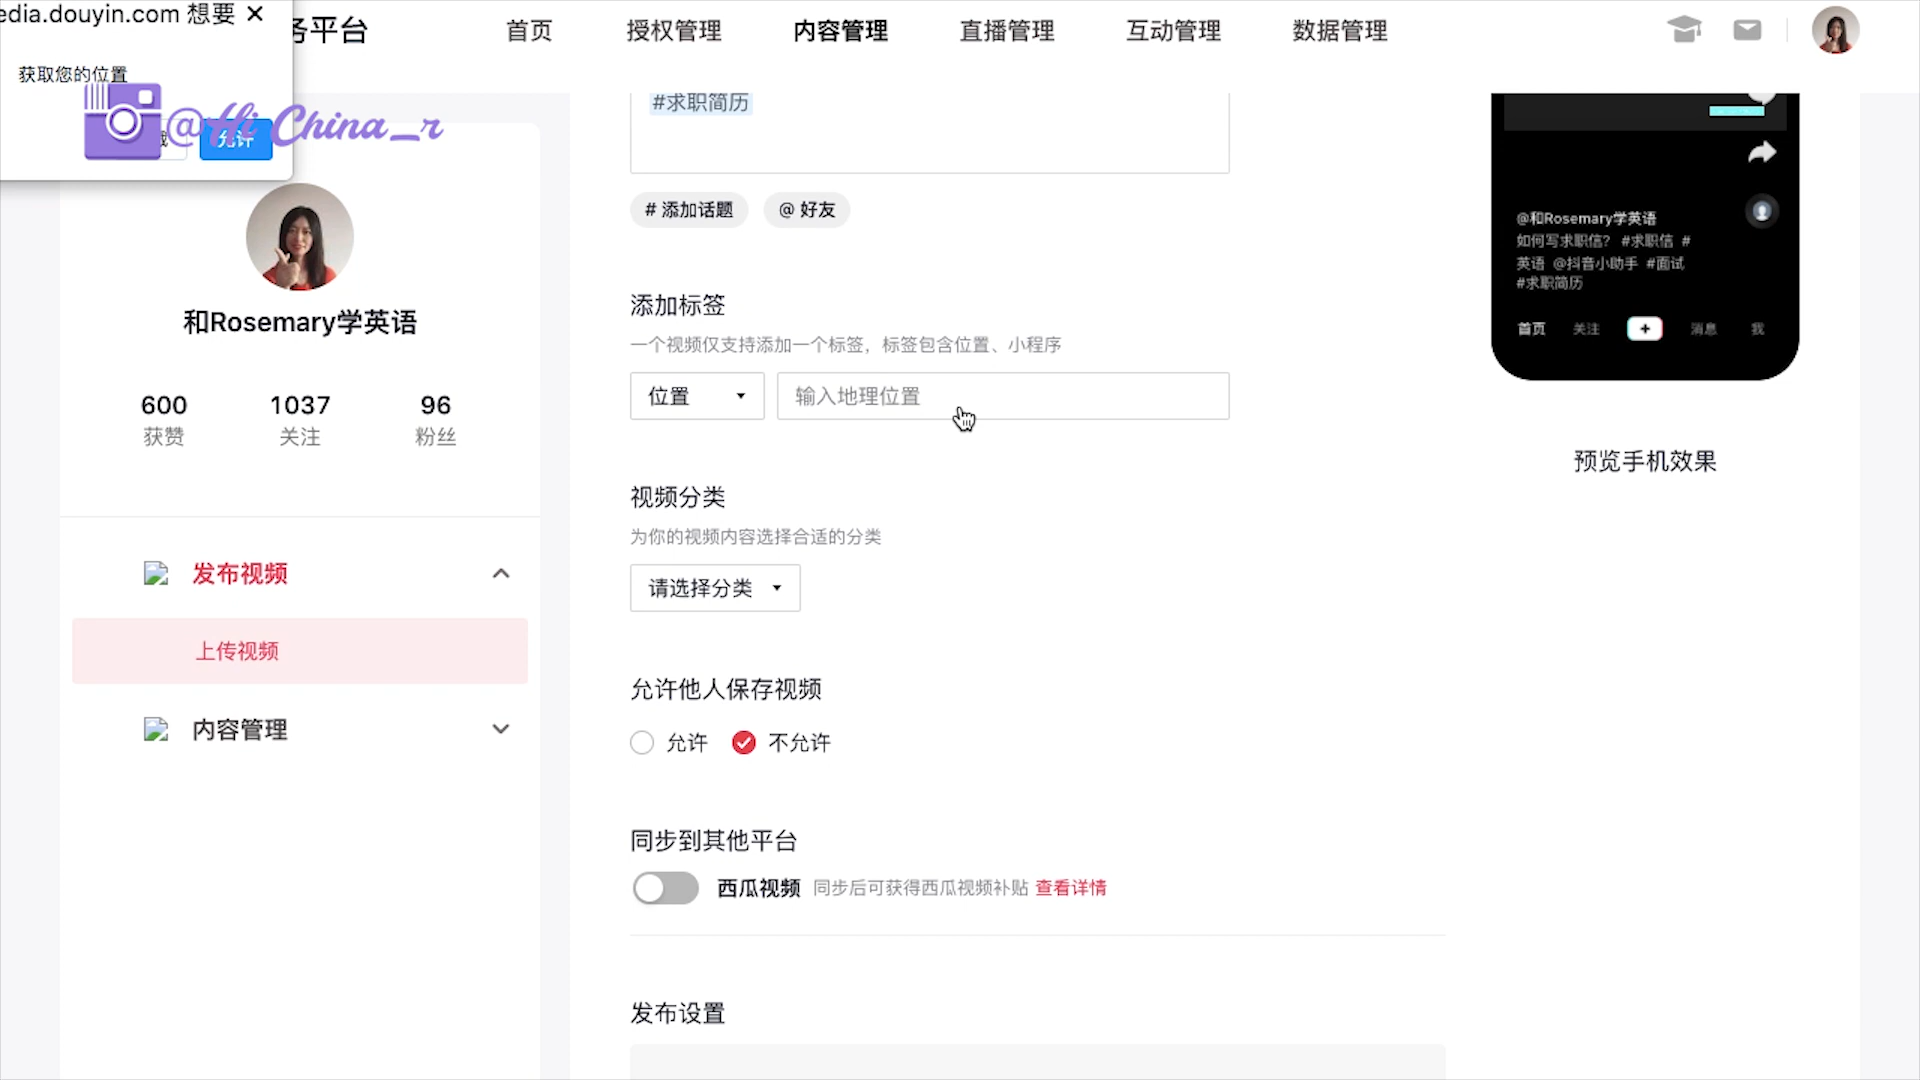 edia.douyin.com 想要
获取您的位置
允许
@Hi China_r
务平台
首页
授权管理
内容管理
直播管理
互动管理
数据管理
和Rosemary学英语
600
获赞
1037
关注
96
粉丝
发布视频
上传视频
内容管理
#求职简历
# 添加话题
@ 好友
添加标签
一个视频仅支持添加一个标签，标签包含位置、小程序
位置
输入地理位置
视频分类
为你的视频内容选择合适的分类
请选择分类
允许他人保存视频
允许
不允许
同步到其他平台
西瓜视频 同步后可获得西瓜视频补贴 查看详情
发布设置
@和Rosemary学英语
如何写求职信? #求职信 #
英语 @抖音小助手 #面试
#求职简历
首页
关注
消息
我
预览手机效果